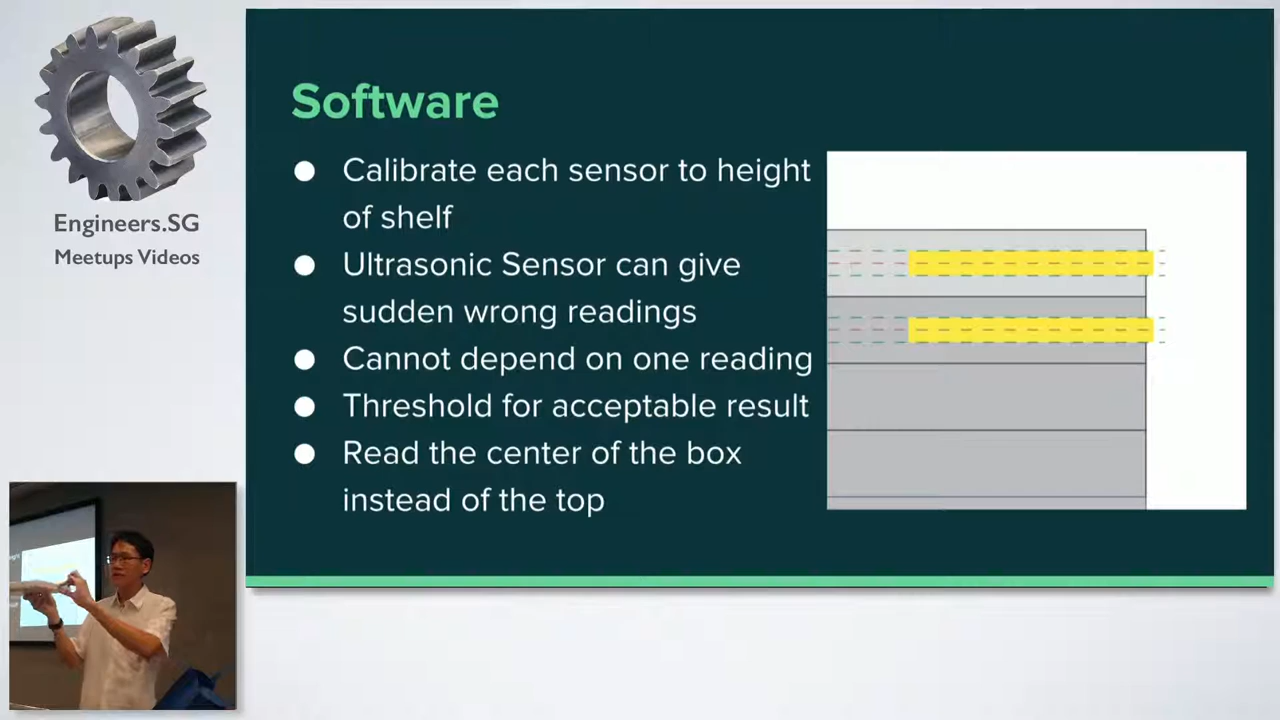 Engineers.SG
Meetups Videos
Software
● Calibrate each sensor to height
of shelf
● Ultrasonic Sensor can give
sudden wrong readings
● Cannot depend on one reading
● Threshold for acceptable result
● Read the center of the box
instead of the top